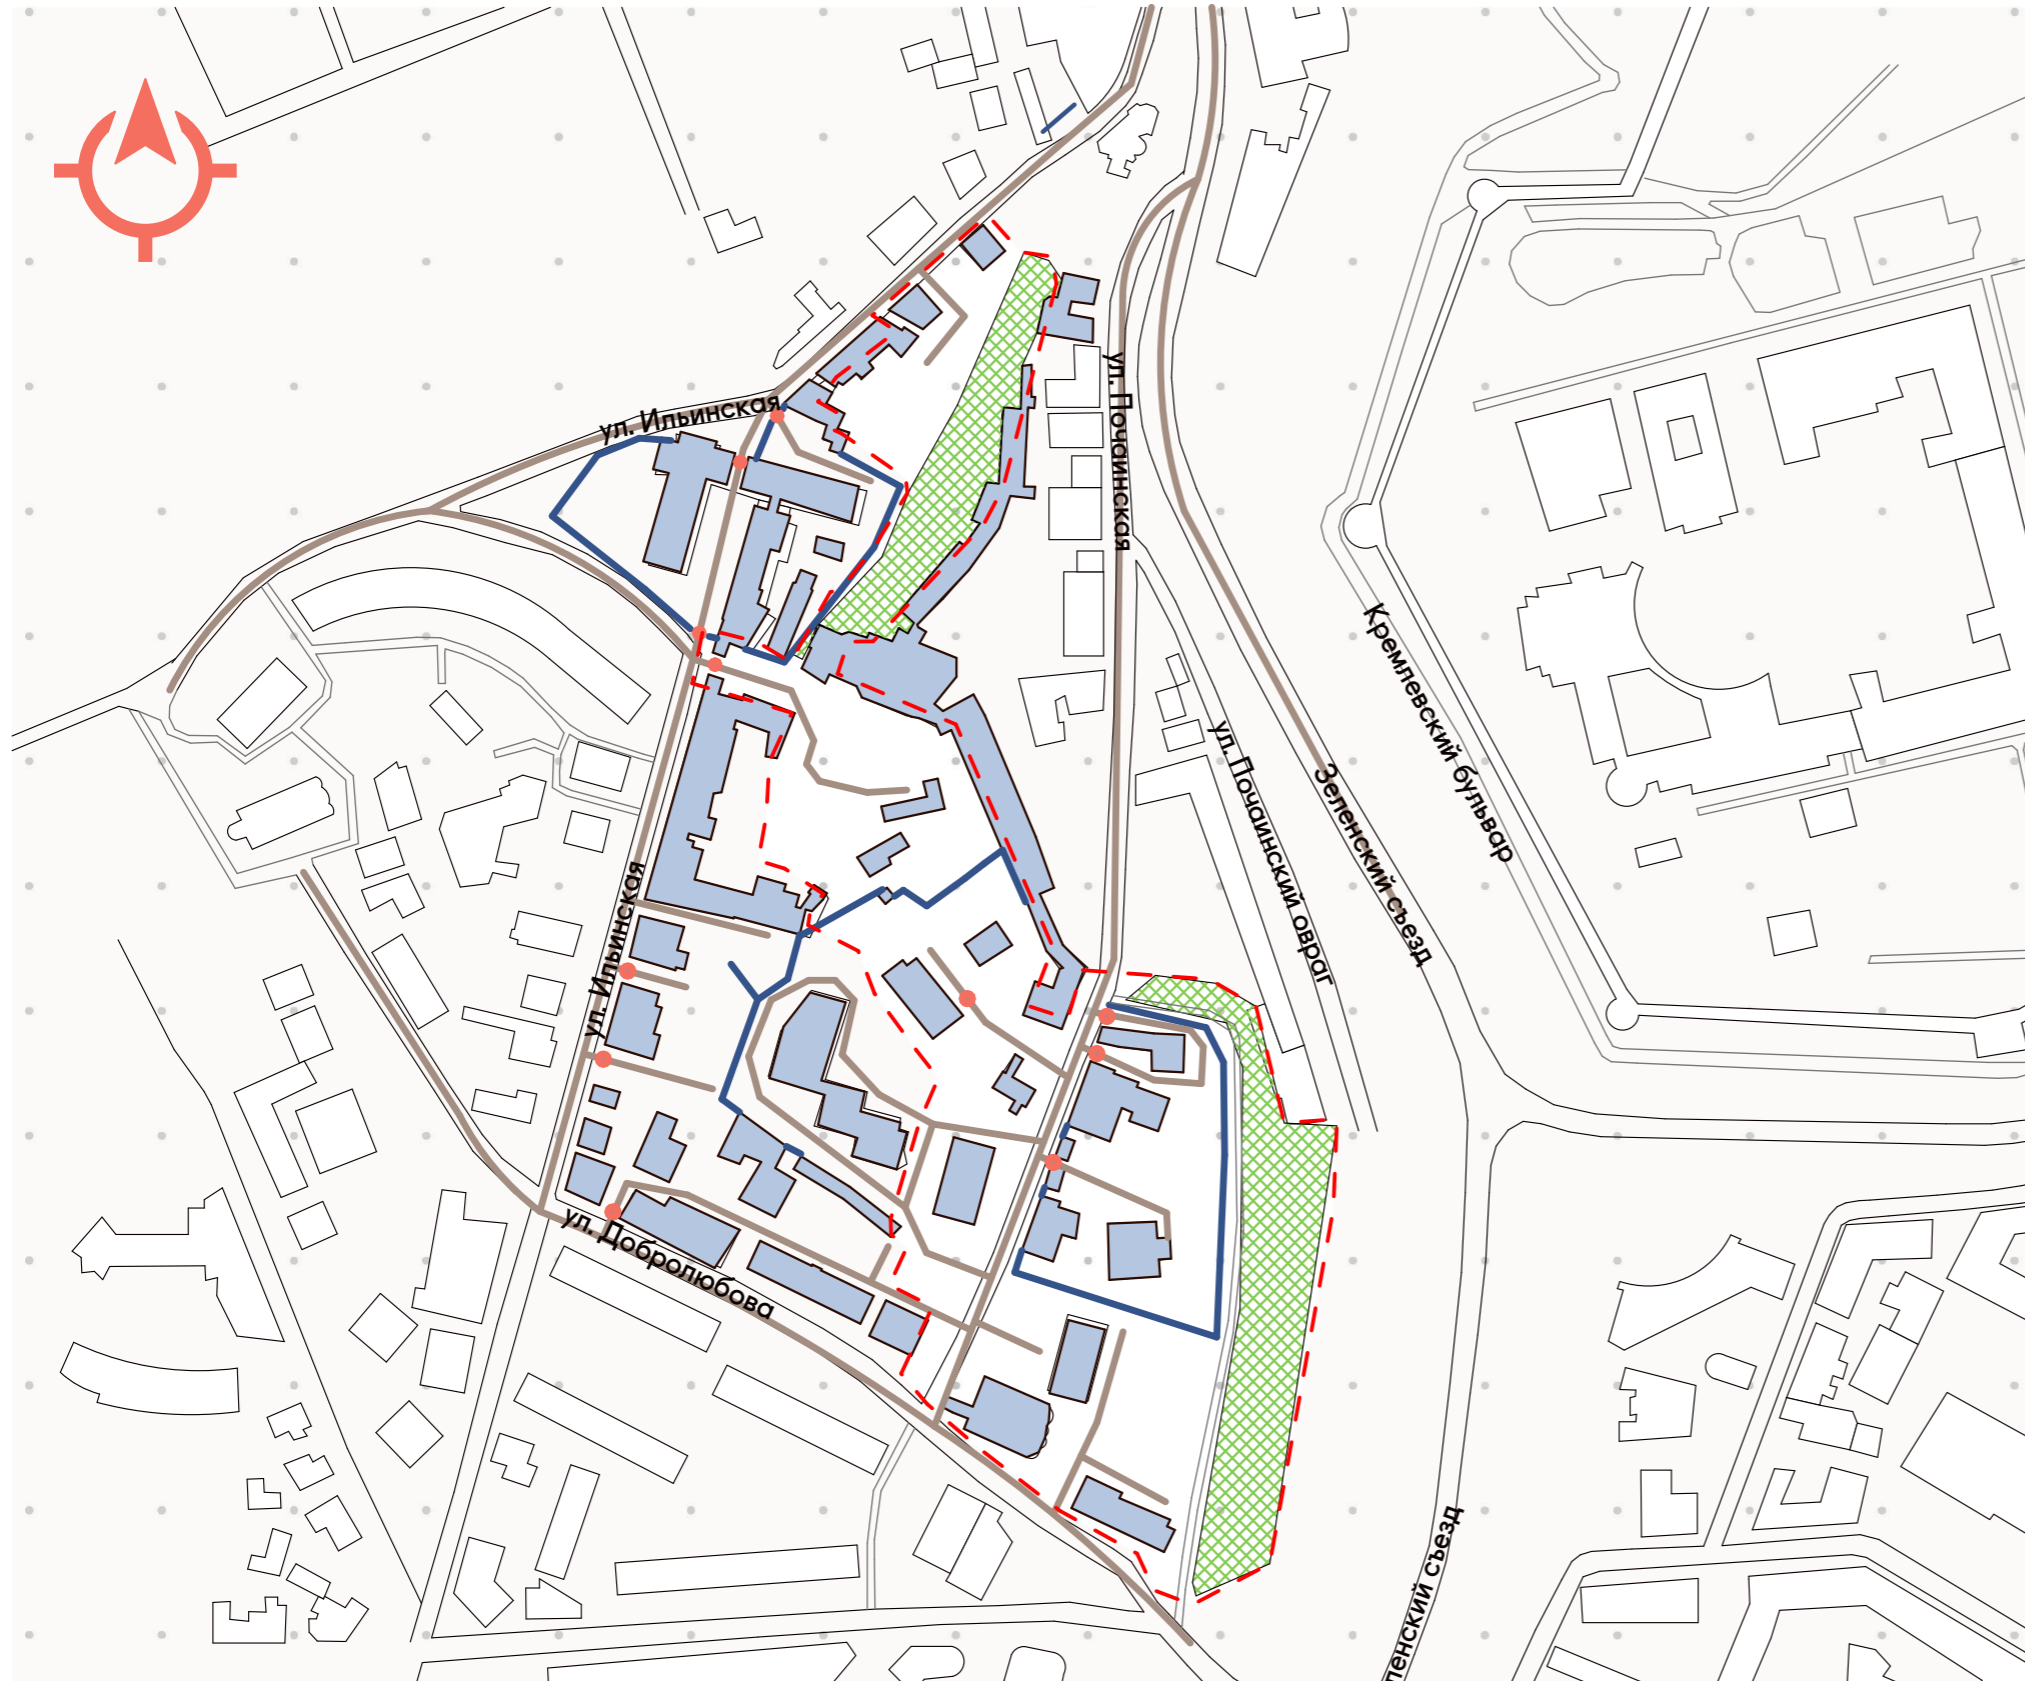 ул. Ильинская
ул. Почаинская
Кремлевский бульвар
ул. Почаинский овраг
Зеленский съезд
ул. Ильинская
ул. Добролюбова
ленский съезд